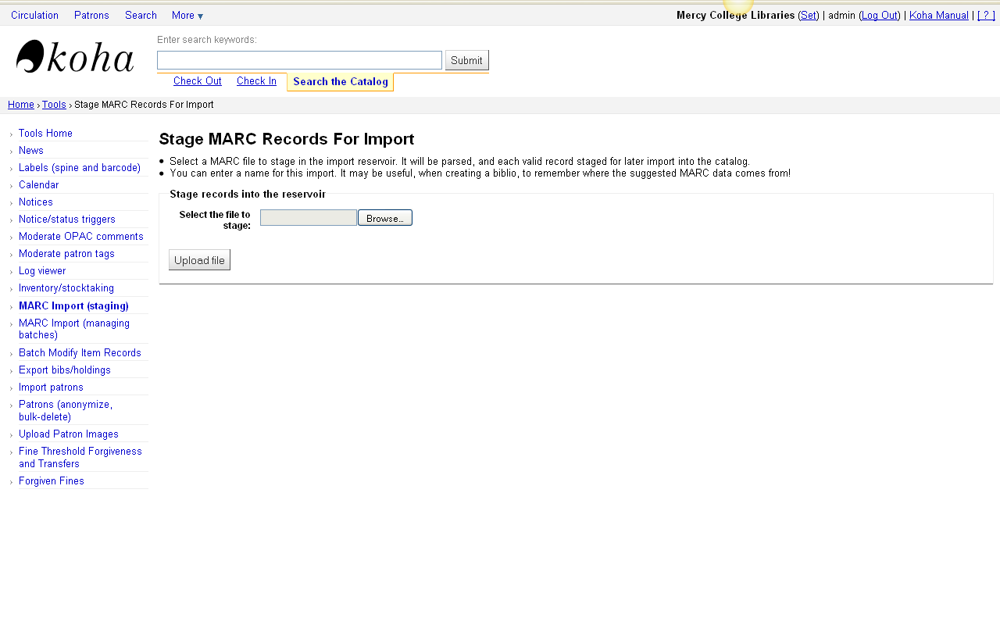 Circulation Patrons Search More ▼ Mercy College Libraries (Set) | admin (Log Out) | Koha Manual | [ ? ]
koha
Enter search keywords:
Submit
Check Out Check In Search the Catalog
Home › Tools › Stage MARC Records For Import
› Tools Home
› News
› Labels (spine and barcode)
› Calendar
› Notices
› Notice/status triggers
› Moderate OPAC comments
› Moderate patron tags
› Log viewer
› Inventory/stocktaking
› MARC Import (staging)
› MARC Import (managing
batches)
› Batch Modify Item Records
› Export bibs/holdings
› Import patrons
› Patrons (anonymize,
bulk-delete)
› Upload Patron Images
› Fine Threshold Forgiveness
and Transfers
› Forgiven Fines
Stage MARC Records For Import
• Select a MARC file to stage in the import reservoir. It will be parsed, and each valid record staged for later import into the catalog.
• You can enter a name for this import. It may be useful, when creating a biblio, to remember where the suggested MARC data comes from!
Stage records into the reservoir
Select the file to
stage:
Browse...
Upload file